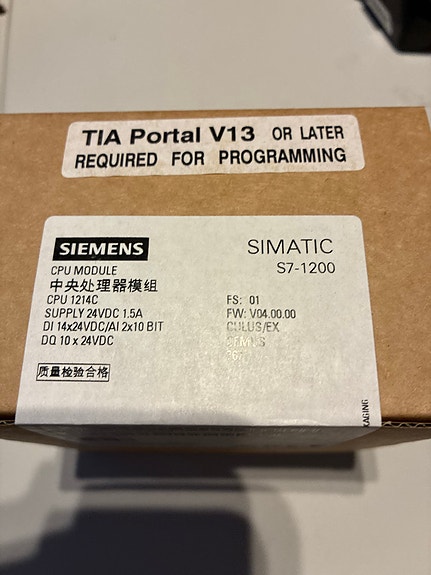 TIA Portal V13 OR LATER
REQUIRED FOR PROGRAMMING
SIEMENS
SIMATIC
S7-1200
CPU MODULE
中央处理器模组
CPU 1214C
SUPPLY 24VDC 1.5A
DI 14x24VDC/AI 2x10 BIT
DQ 10 x 24VDC
FS: 01
FW: V04.00.00
CULUS/EX
质量检验合格